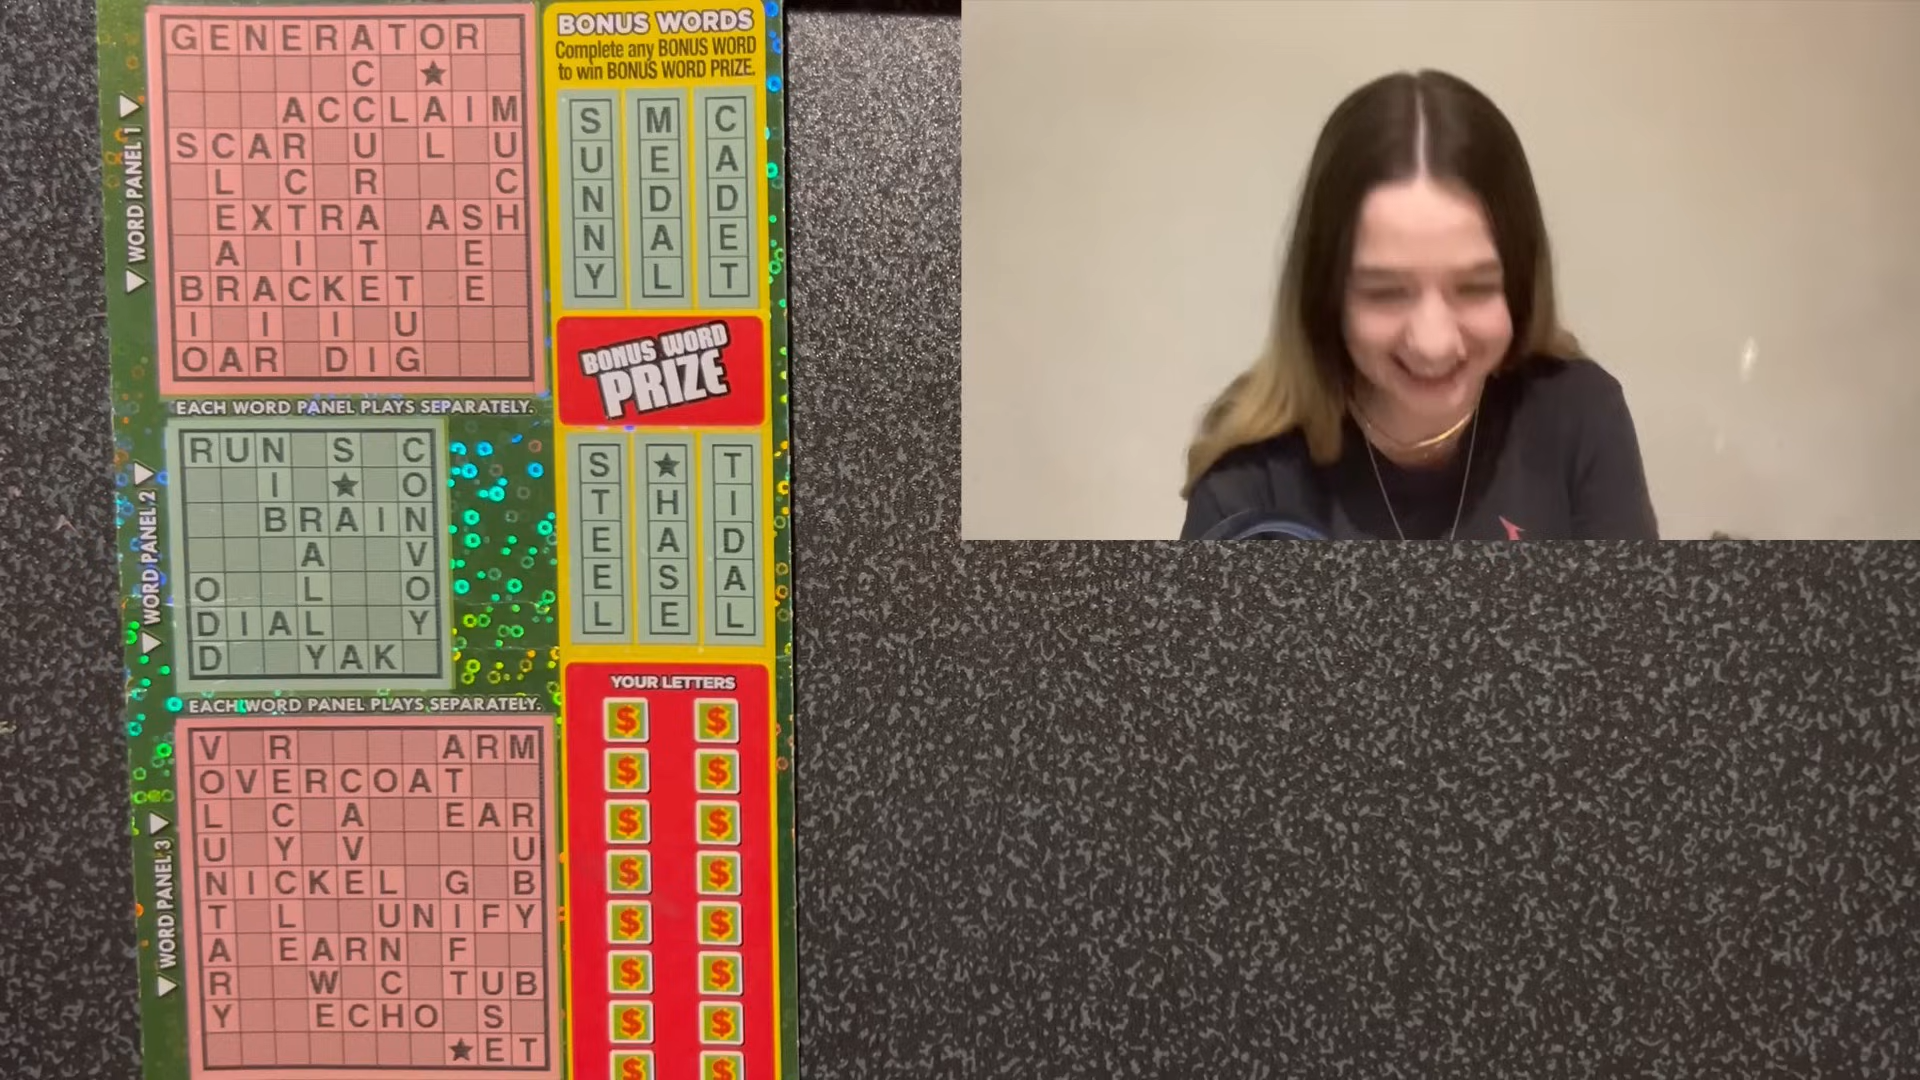 GENERATOR
C★
ACCLAIM
SCAR U L U
L C R C
EXTRA ASH
A I T E
BRACKET E
I I I U
OAR DIG
WORD PANEL 1
EACH WORD PANEL PLAYS SEPARATELY.
RUN S C
I ★ O
BRAIN
A V
O L O
DIAL Y
D YAK
WORD PANEL 2
EACH WORD PANEL PLAYS SEPARATELY.
V R ARM
OVERCOAT
L C A EAR
U Y V U
NICKEL G B
T L UNIFY
A EARN F
R W C TUB
Y ECHO S
★ET
WORD PANEL 3
BONUS WORDS
Complete any BONUS WORD
to win BONUS WORD PRIZE.
SUNNY
MEDAL
CADET
BONUS WORD
PRIZE
STEEL
★HASE
TIDAL
YOUR LETTERS
$ $
$ $
$ $
$ $
$ $
$ $
$ $
$ $